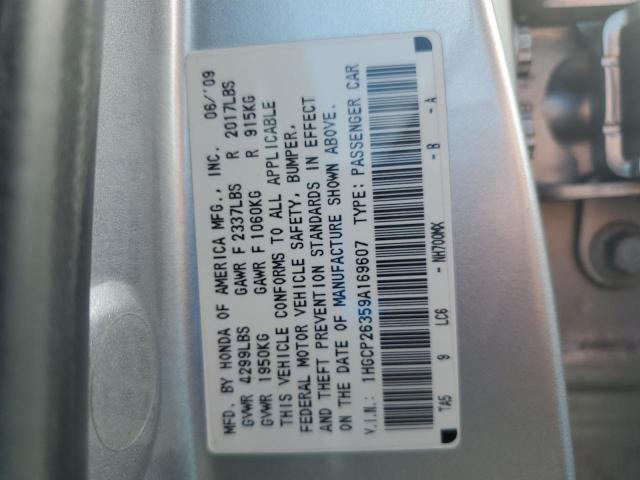 MFD. BY HONDA OF AMERICA MFG., INC. 06/'09
GVWR 4299LBS GAWR F 2337LBS R 2017LBS
GVWR 1950KG GAWR F 1060KG R 915KG
THIS VEHICLE CONFORMS TO ALL APPLICABLE
FEDERAL MOTOR VEHICLE SAFETY, BUMPER,
AND THEFT PREVENTION STANDARDS IN EFFECT
ON THE DATE OF MANUFACTURE SHOWN ABOVE.
V.I.N.: 1HGCP26359A169607 TYPE: PASSENGER CAR
TA5 9 LC6 NH700MX - B - A